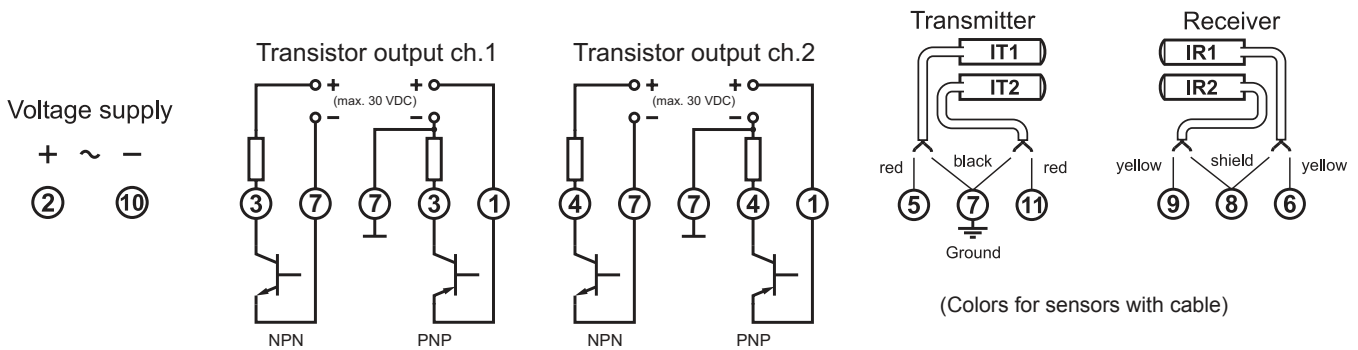 Voltage supply
+ ~ −
2 10
Transistor output ch.1
+ +
(max. 30 VDC)
− −
3 7 7 3 1
NPN PNP
Transistor output ch.2
+ +
(max. 30 VDC)
− −
4 7 7 4 1
NPN PNP
Transmitter
IT1
IT2
red black red
5 7 11
Ground
Receiver
IR1
IR2
yellow shield yellow
9 8 6
(Colors for sensors with cable)